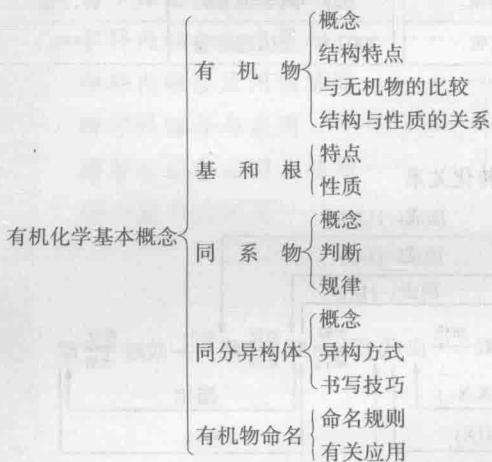 概念
结构特点
有机物
与无机物的比较
结构与性质的关系
特点
基和根
性质
有机化学基本概念
概念
同系物
判断
规律
概念
同分异构体
异构方式
书写技巧
命名规则
有机物命名
有关应用